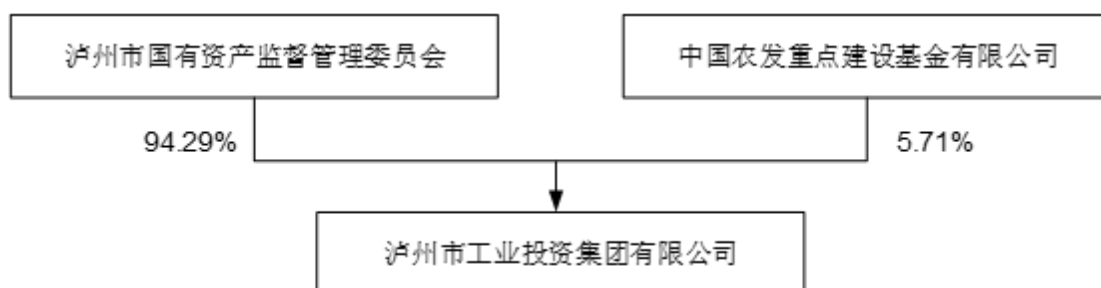 泸州市国有资产监督管理委员会
中国农发重点建设基金有限公司
94.29%
5.71%
泸州市工业投资集团有限公司